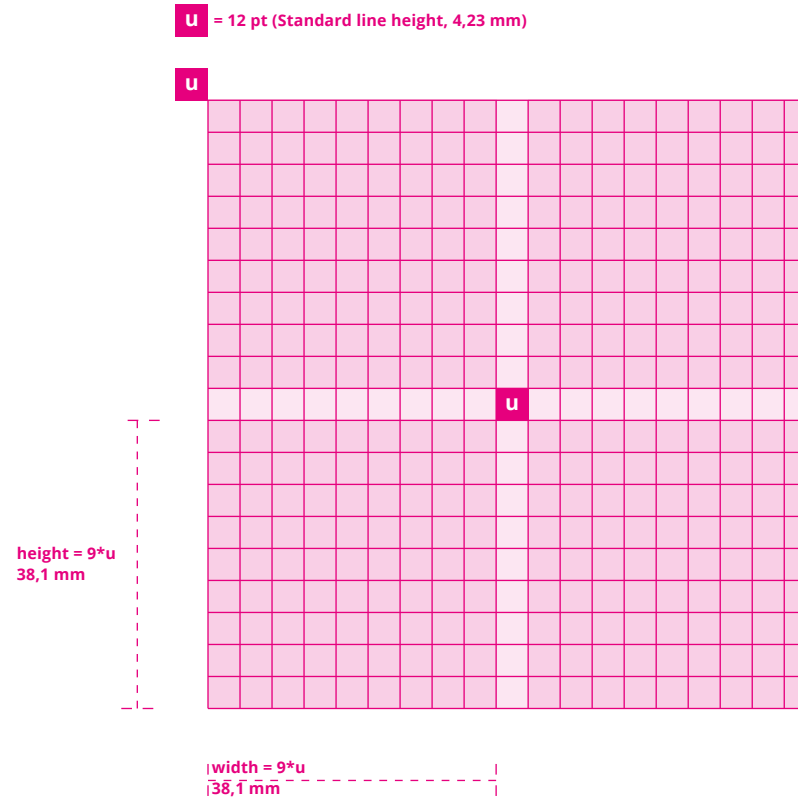 u = 12 pt (Standard line height, 4,23 mm)
u
u
height = 9*u
38,1 mm
width = 9*u
38,1 mm